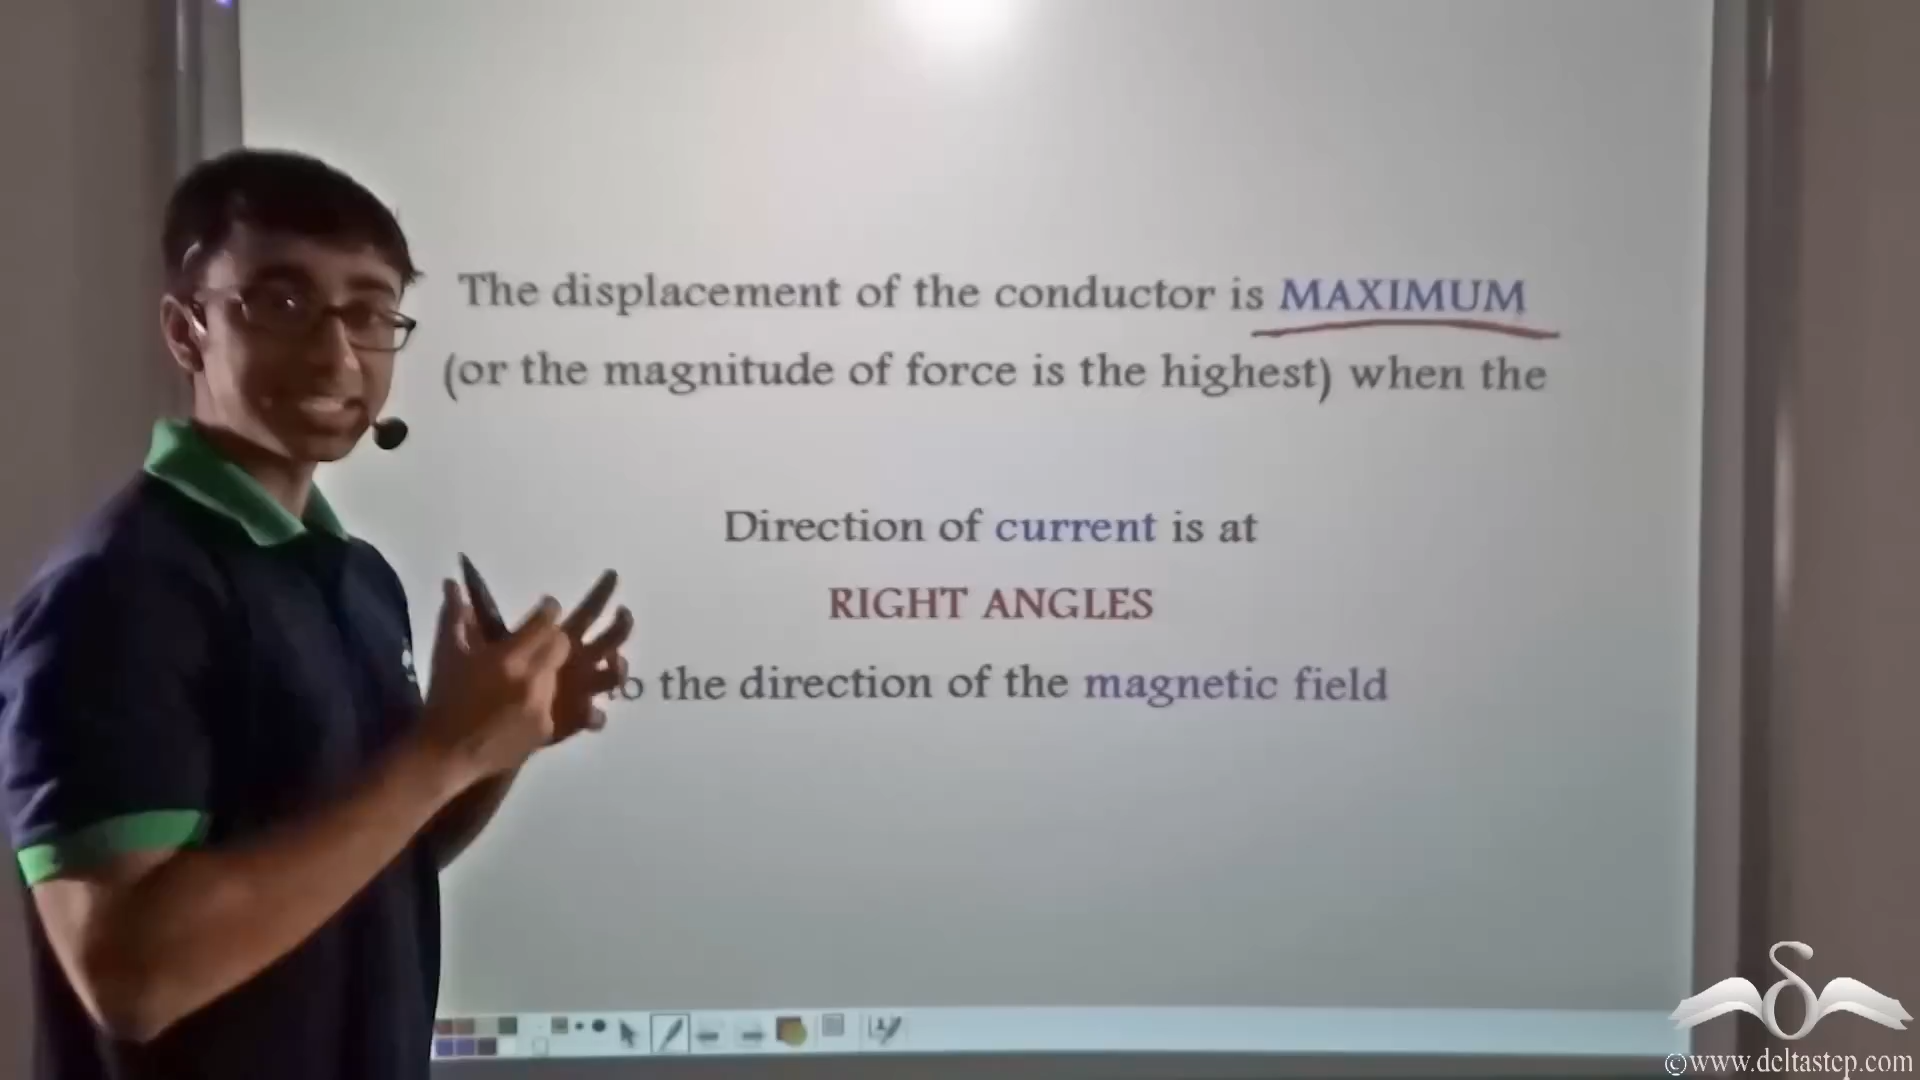 The displacement of the conductor is MAXIMUM
(or the magnitude of force is the highest) when the
Direction of current is at
RIGHT ANGLES
to the direction of the magnetic field
©www.deltastep.com